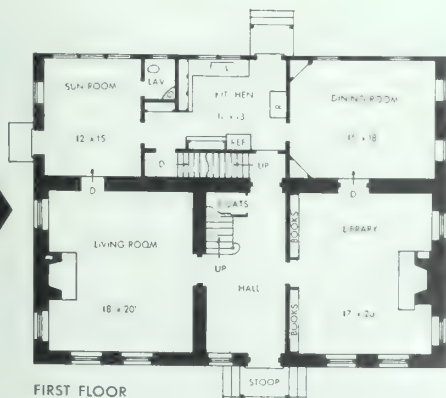 SUN ROOM
12 x 15
LAV
REF
D
UP
DINING ROOM
D
D
LIVING ROOM
18 x 20'
UP
HALL
BOOKS
BOOKS
LIBRARY
STOOP
FIRST FLOOR